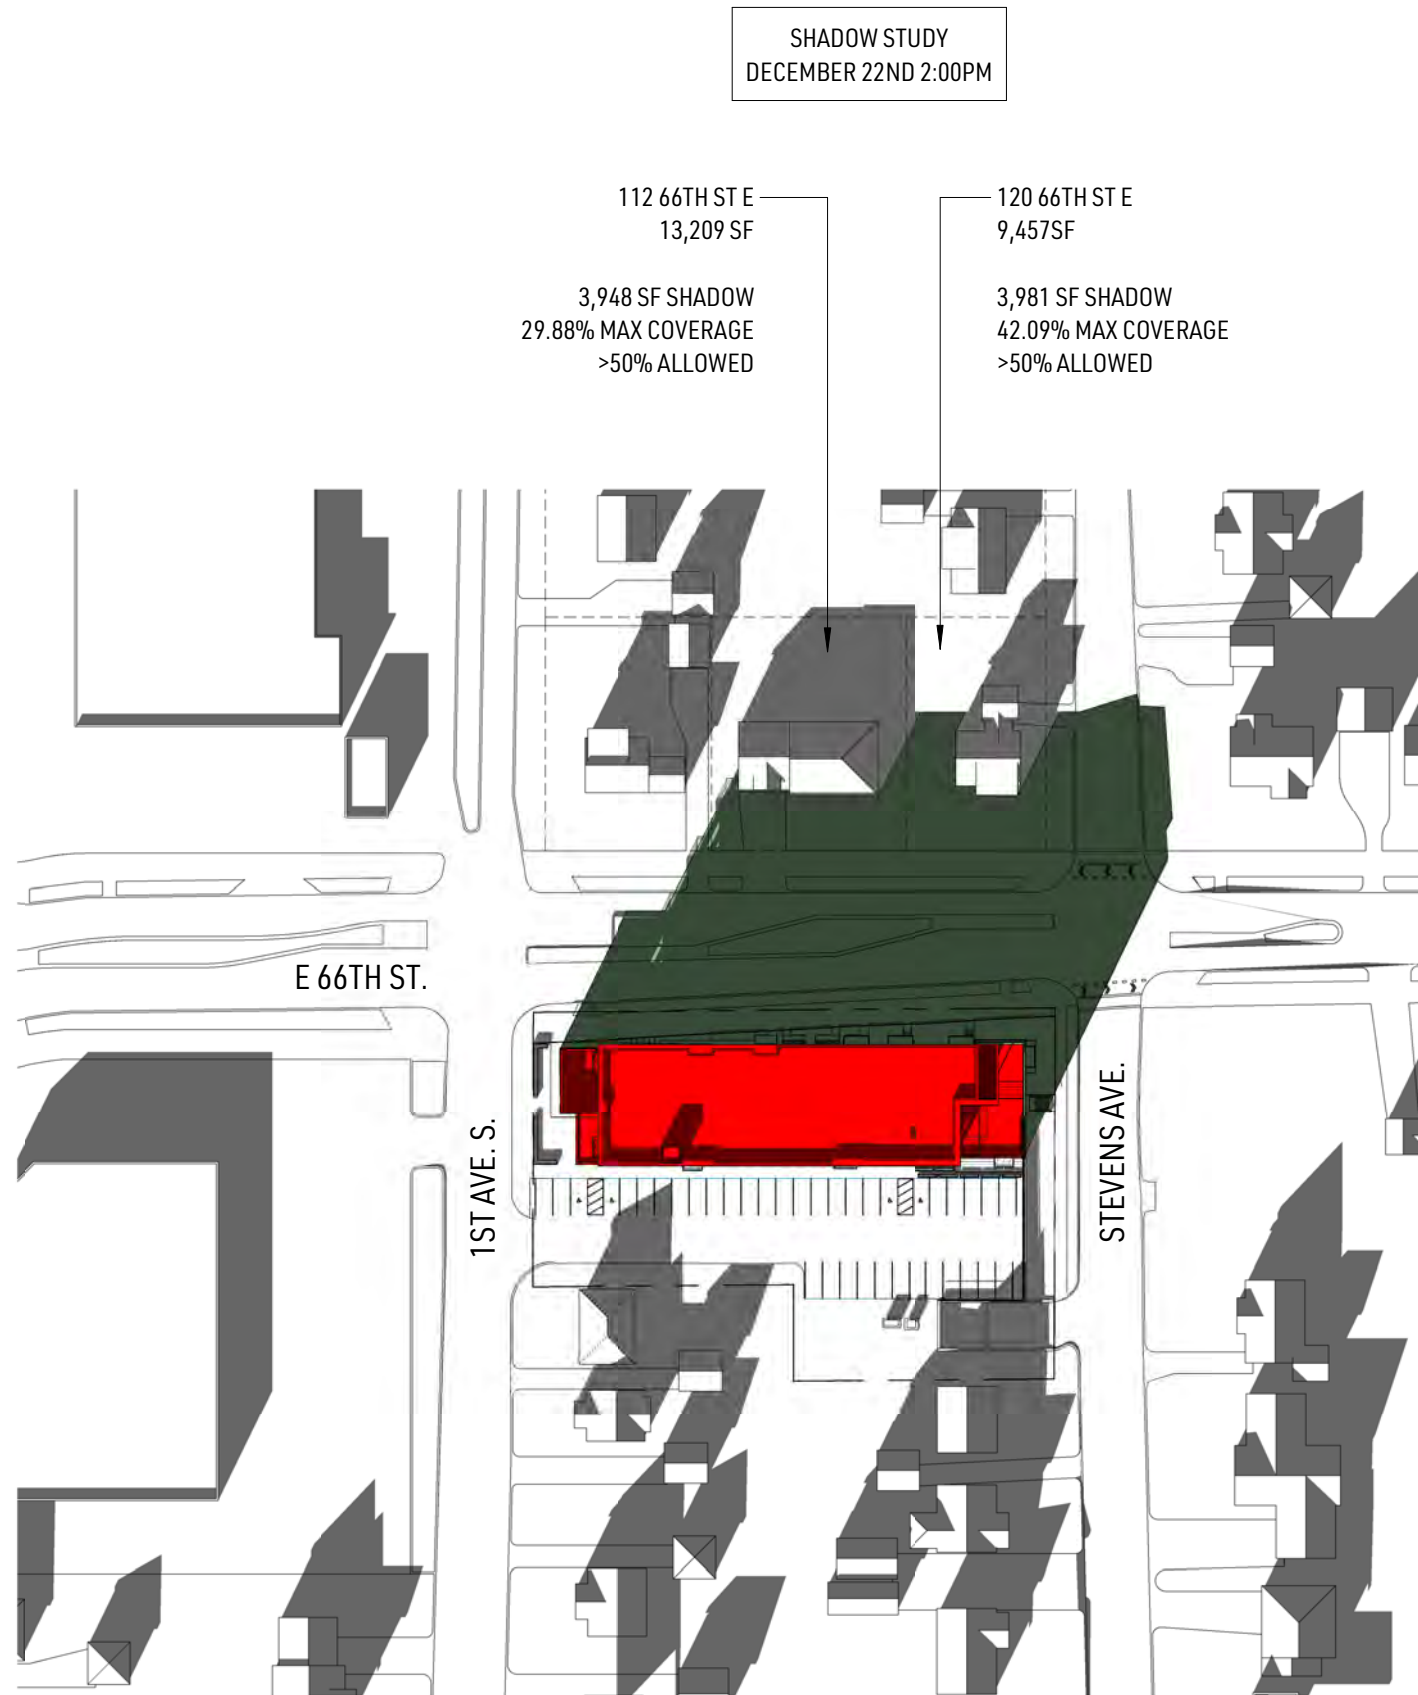 SHADOW STUDY
DECEMBER 22ND 2:00PM
112 66TH ST E
13,209 SF
3,948 SF SHADOW
29.88% MAX COVERAGE
>50% ALLOWED
120 66TH ST E
9,457SF
3,981 SF SHADOW
42.09% MAX COVERAGE
>50% ALLOWED
E 66TH ST.
1ST AVE. S.
STEVENS AVE.